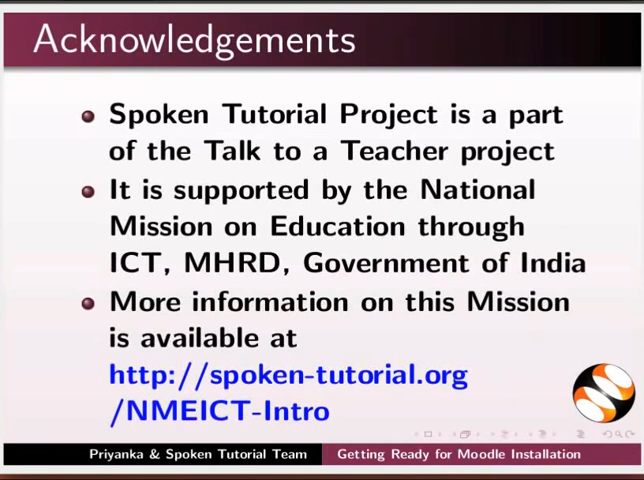 Acknowledgements
Spoken Tutorial Project is a part
of the Talk to a Teacher project
It is supported by the National
Mission on Education through
ICT, MHRD, Government of India
More information on this Mission
is available at
http://spoken-tutorial.org
/NMEICT-Intro
Priyanka & Spoken Tutorial Team
Getting Ready for Moodle Installation